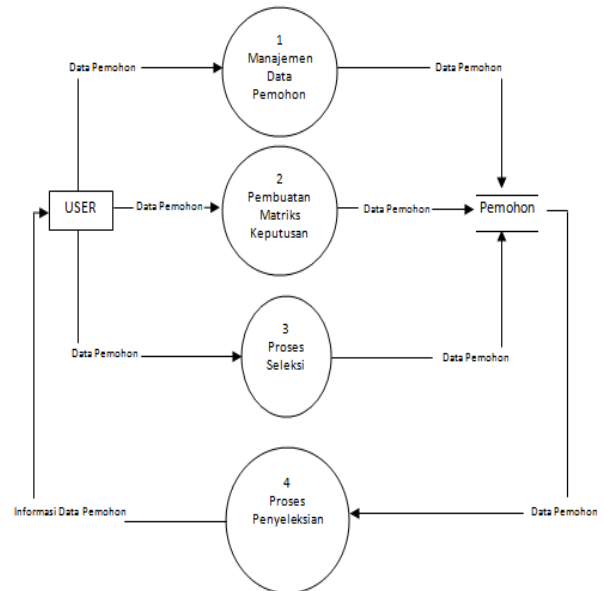 1
Manajemen
Data
Pemohon
Data Pemohon
Data Pemohon
USER
Data Pemohon
2
Pembuatan
Matriks
Keputusan
Data Pemohon
Pemohon
Data Pemohon
3
Proses
Seleksi
Data Pemohon
4
Proses
Penyeleksian
Informasi Data Pemohon
Data Pemohon